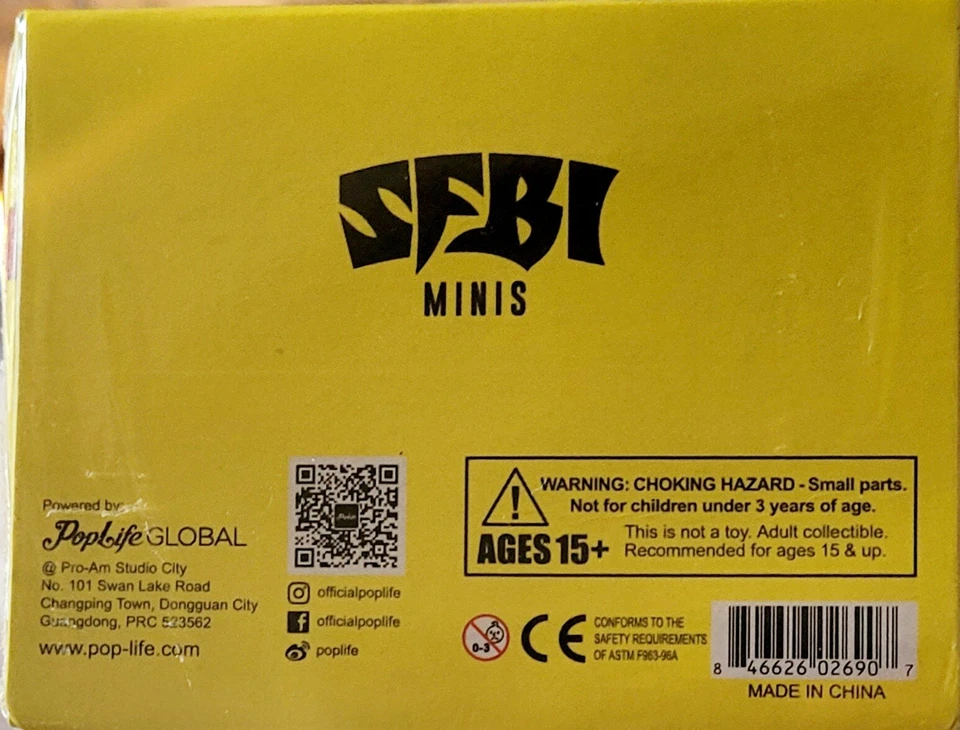 SFBI
MINIS
Powered by:
PopLife GLOBAL
@ Pro-Am Studio City
No. 101 Swan Lake Road
Changping Town, Dongguan City
Guangdong, PRC 523562
www.pop-life.com
PopLife
officialpoplife
officialpoplife
poplife
WARNING: CHOKING HAZARD - Small parts.
Not for children under 3 years of age.
AGES 15+
This is not a toy. Adult collectible.
Recommended for ages 15 & up.
0-3
CE
CONFORMS TO THE
SAFETY REQUIREMENTS
OF ASTM F963-96A
8 46626 02690 7
MADE IN CHINA